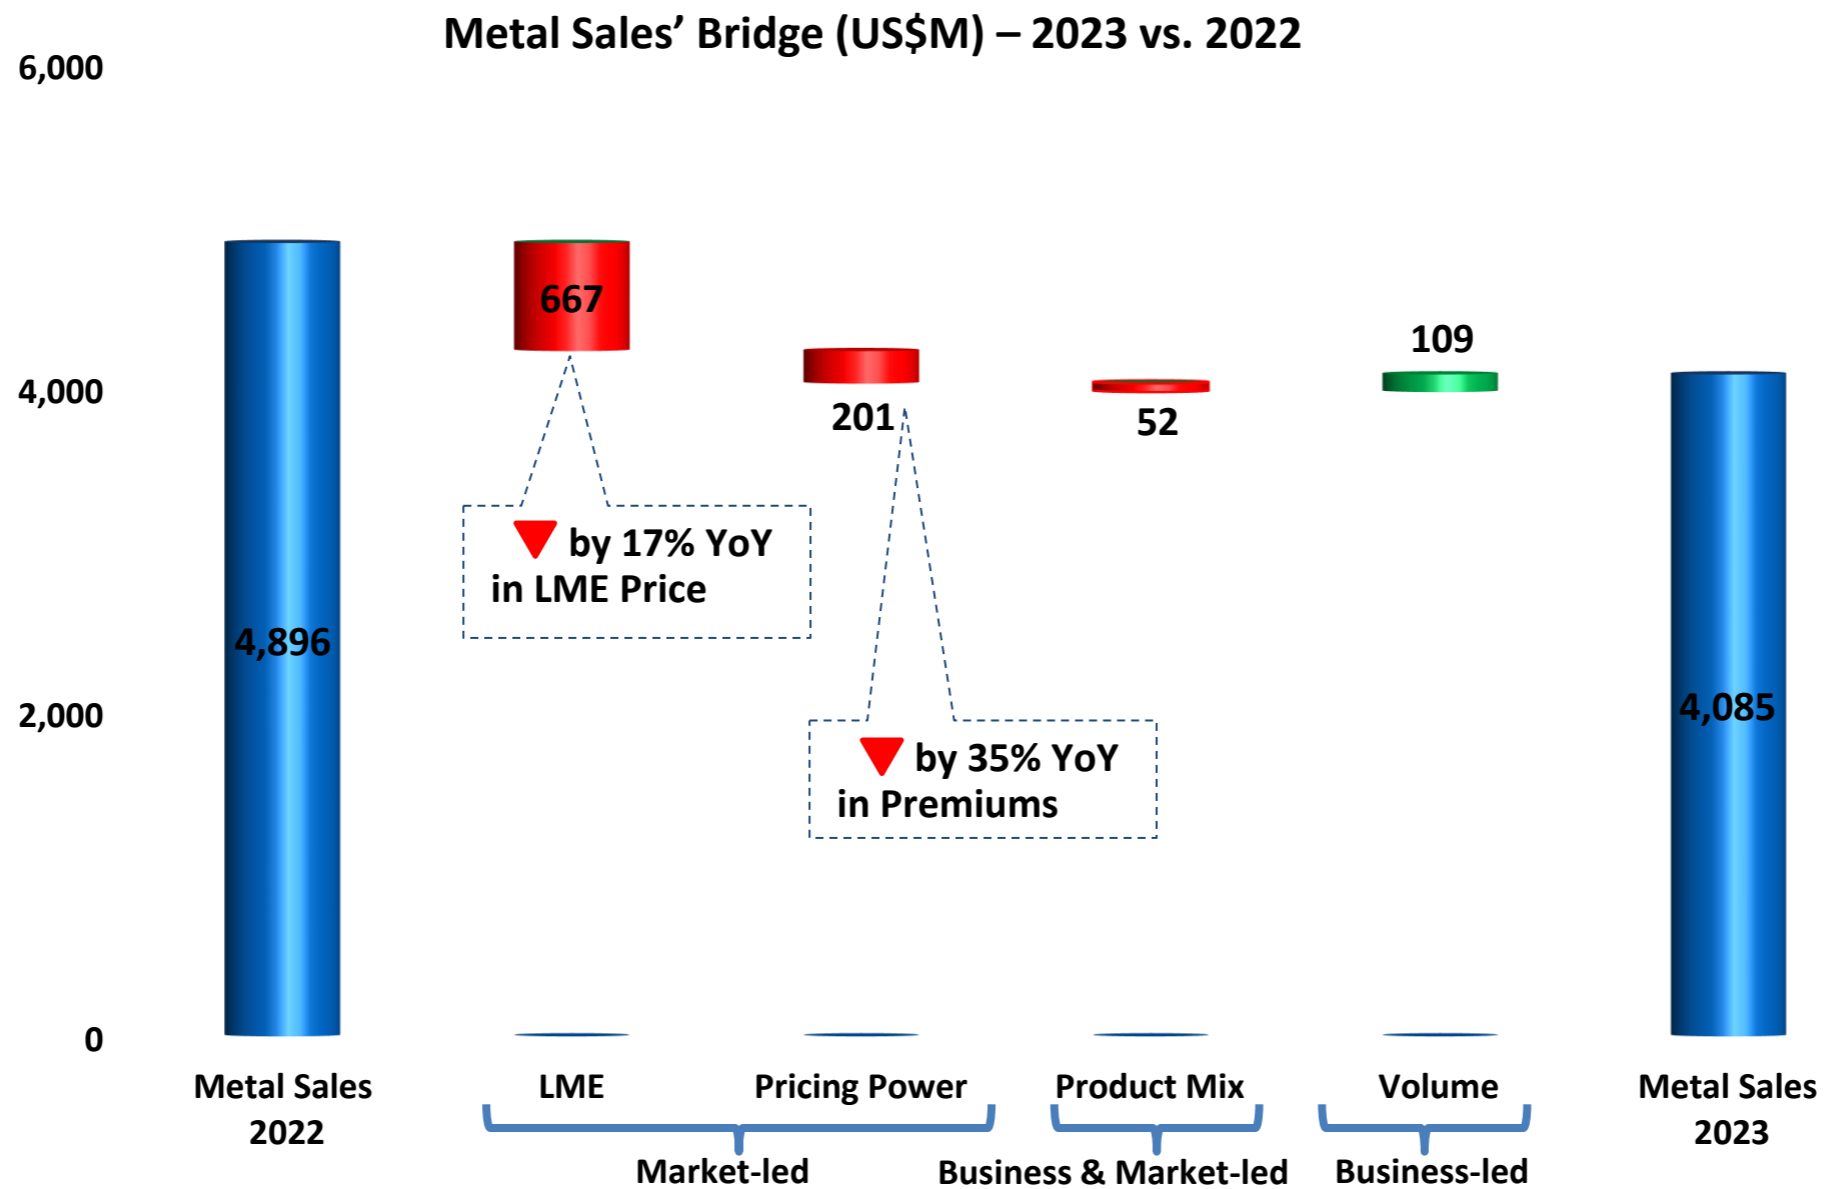 Metal Sales’ Bridge (US$M) – 2023 vs. 2022
6,000
4,000
2,000
0
4,896
667
201
52
109
4,085
▼ by 17% YoY
in LME Price
▼ by 35% YoY
in Premiums
Metal Sales
2022
LME
Pricing Power
Product Mix
Volume
Metal Sales
2023
Market-led
Business & Market-led
Business-led